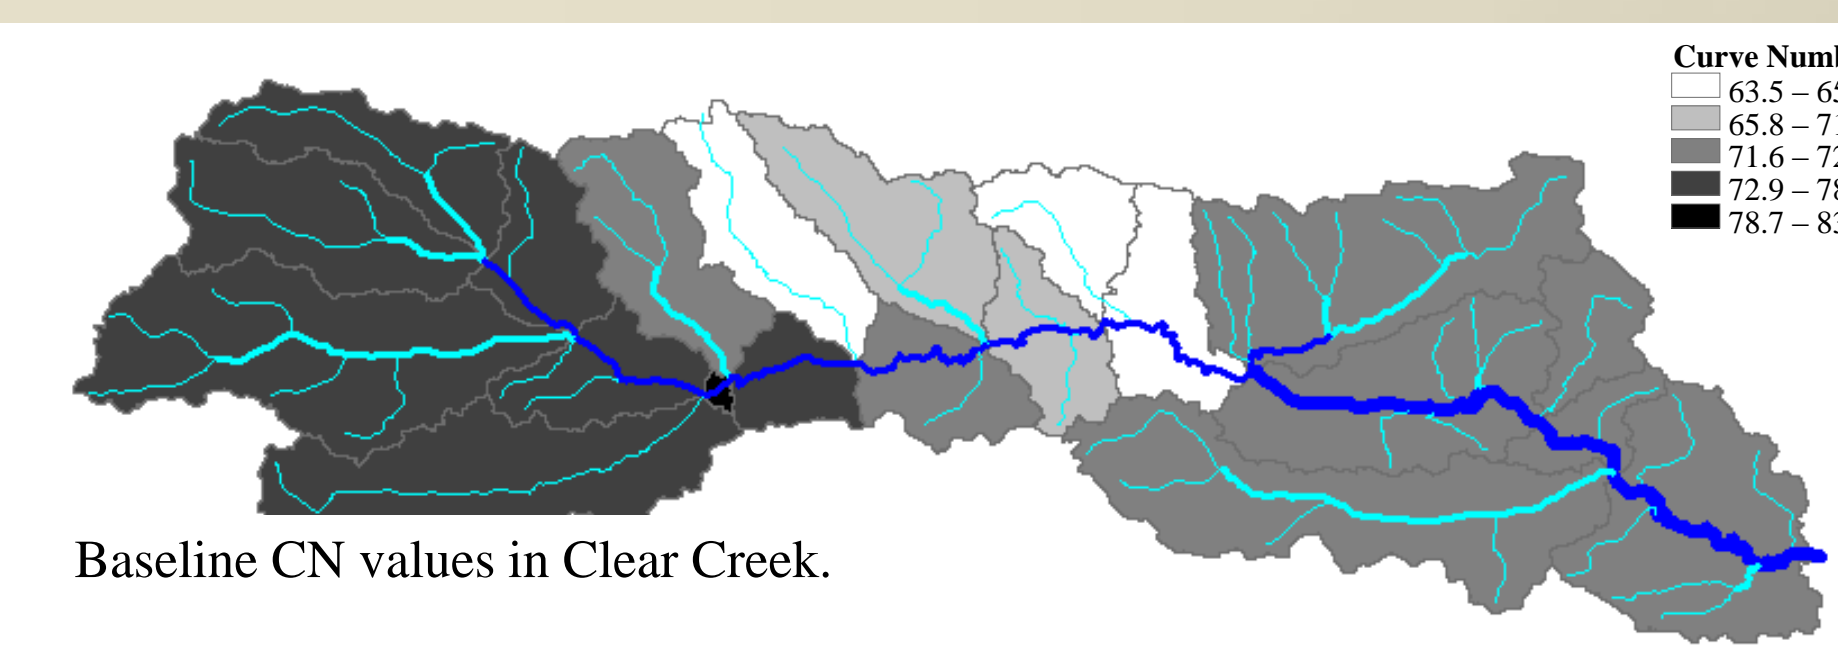 Curve Numb
63.5 – 65
65.8 – 71
71.6 – 72
72.9 – 78
78.7 – 83
Baseline CN values in Clear Creek.